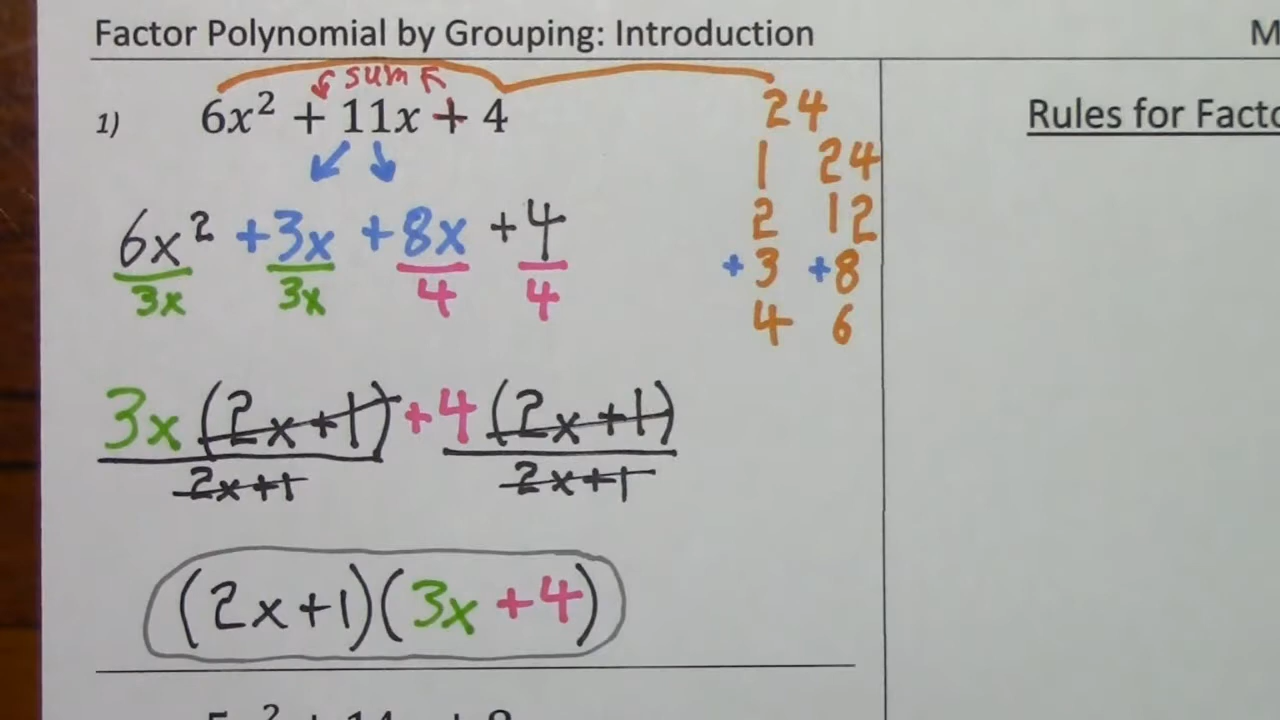 Factor Polynomial by Grouping: Introduction M
sum
1) 6x² + 11x + 4
24
1 24
2 12
+3 +8
4 6
6x² +3x +8x +4
3x 3x 4 4
3x (2x+1) +4 (2x+1)
2x+1 2x+1
(2x+1)(3x +4)
Rules for Facto